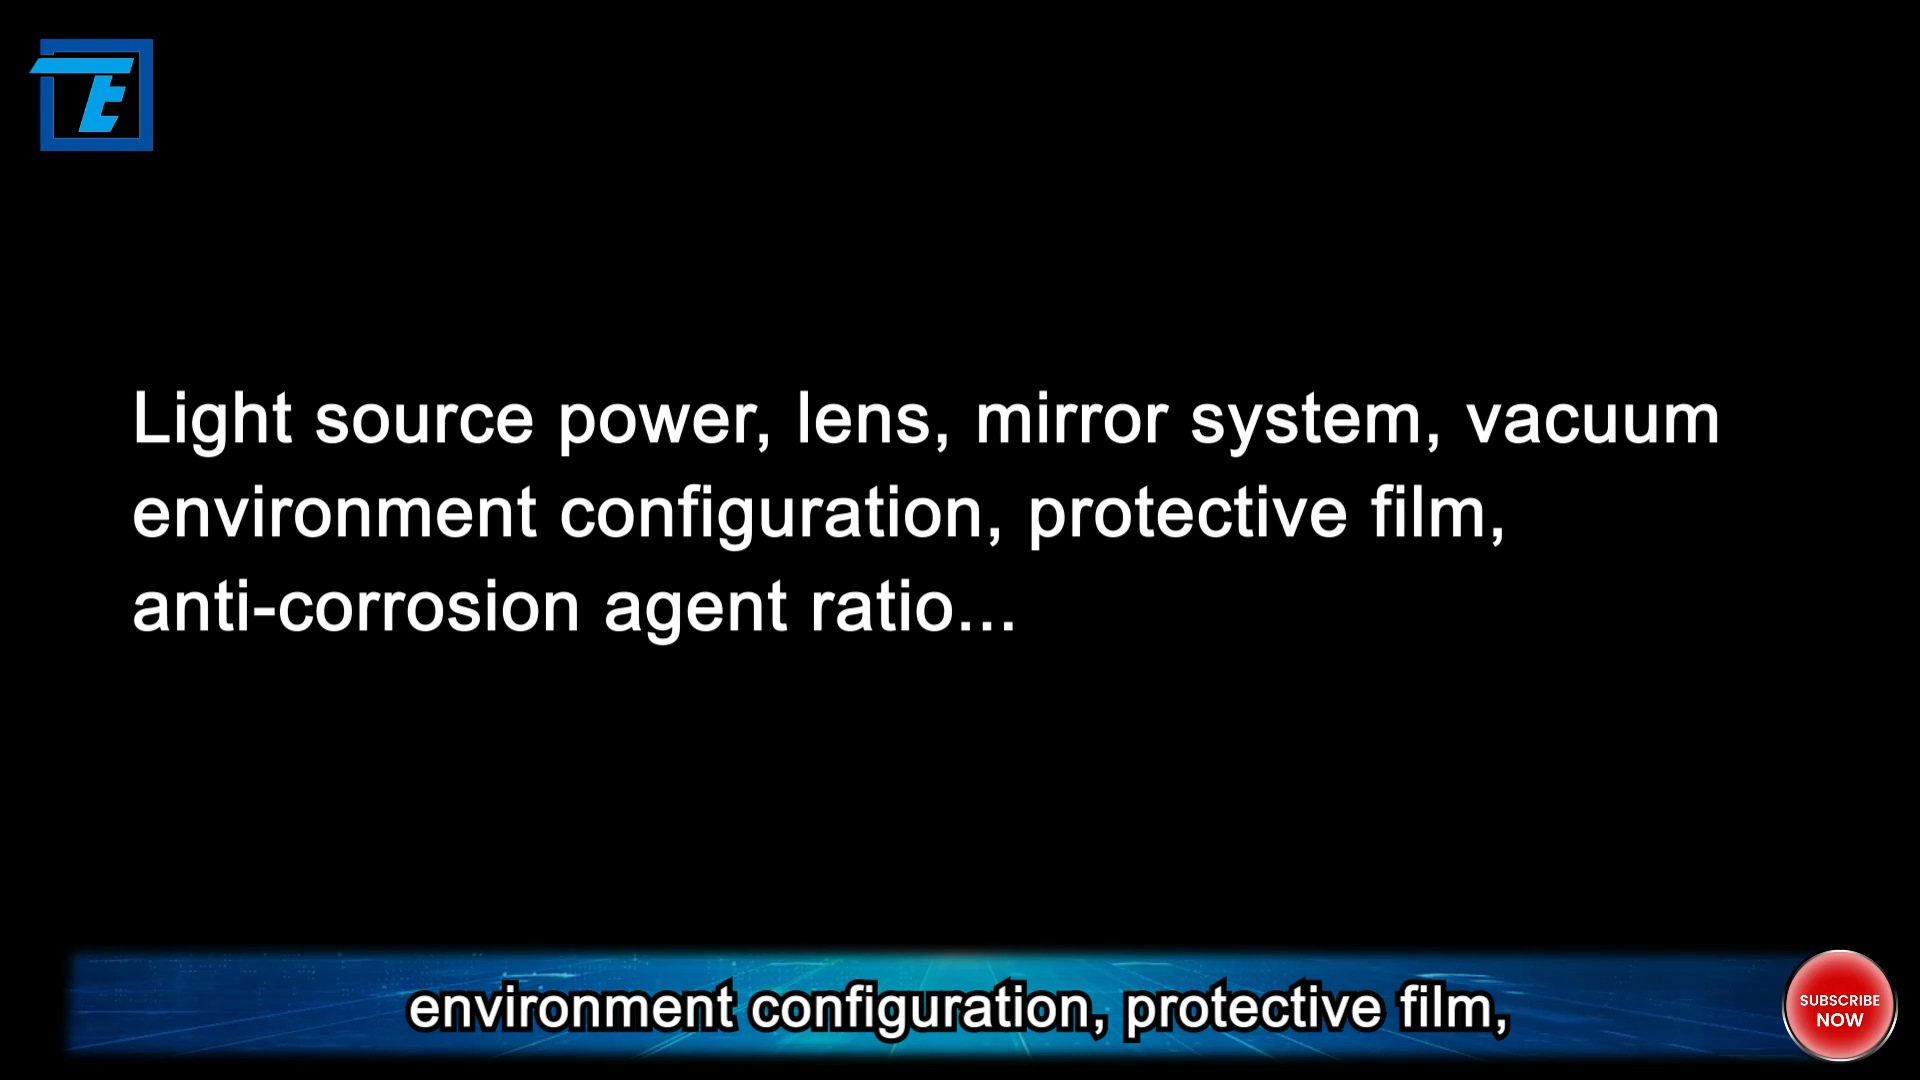 TE
Light source power, lens, mirror system, vacuum
environment configuration, protective film,
anti-corrosion agent ratio...
environment configuration, protective film,
SUBSCRIBE
NOW